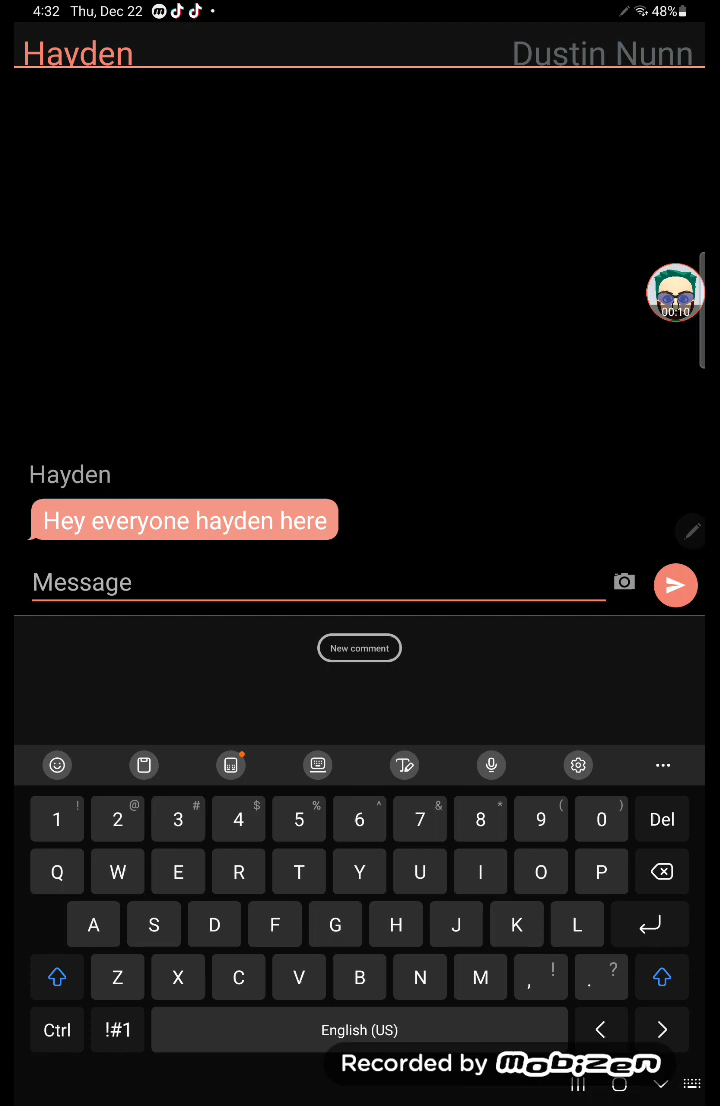 4:32 Thu, Dec 22 48%
Hayden Dustin Nunn
00:10
Hayden
Hey everyone hayden here
Message
New comment
1 ! 2 @ 3 # 4 $ 5 % 6 ^ 7 & 8 * 9 ( 0 ) Del
Q W E R T Y U I O P
A S D F G H J K L
Z X C V B N M , ! . ?
Ctrl !#1 English (US) < >
Recorded by mobizen